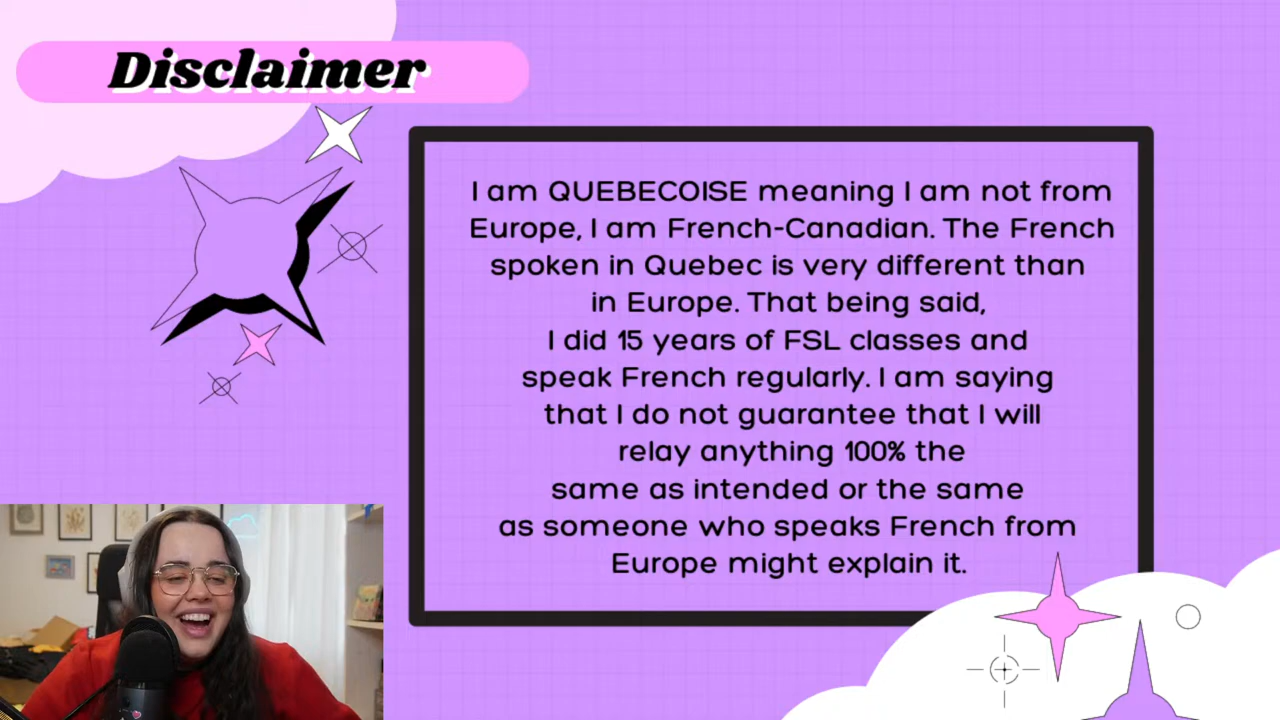 Disclaimer
I am QUEBECOISE meaning I am not from
Europe, I am French-Canadian. The French
spoken in Quebec is very different than
in Europe. That being said,
I did 15 years of FSL classes and
speak French regularly. I am saying
that I do not guarantee that I will
relay anything 100% the
same as intended or the same
as someone who speaks French from
Europe might explain it.